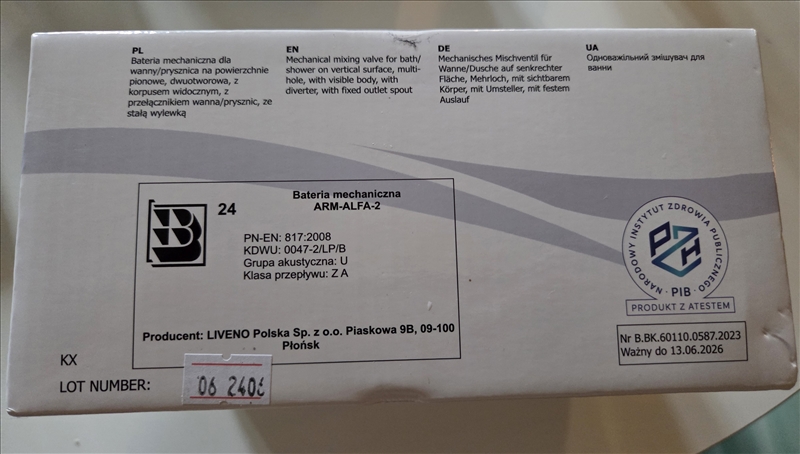 PL
Bateria mechaniczna dla
wanny/prysznica na powierzchnie
pionowe, dwuotworowa, z
korpusem widocznym, z
przełącznikiem wanna/prysznic, ze
stałą wylewką
EN
Mechanical mixing valve for bath/
shower on vertical surface, multi-
hole, with visible body, with
diverter, with fixed outlet spout
DE
Mechanisches Mischventil für
Wanne/Dusche auf senkrechter
Fläche, Mehrloch, mit sichtbarem
Körper, mit Umsteller, mit festem
Auslauf
UA
Одноважільний змішувач для
ванни
B
24
Bateria mechaniczna
ARM-ALFA-2
PN-EN: 817:2008
KDWU: 0047-2/LP/B
Grupa akustyczna: U
Klasa przepływu: Z A
Producent: LIVENO Polska Sp. z o.o. Piaskowa 9B, 09-100
Płońsk
NARODOWY INSTYTUT ZDROWIA PUBLICZNEGO
PZH
PIB
PRODUKT Z ATESTEM
Nr B.BK.60110.0587.2023
Ważny do 13.06.2026
KX
LOT NUMBER:
06 2406